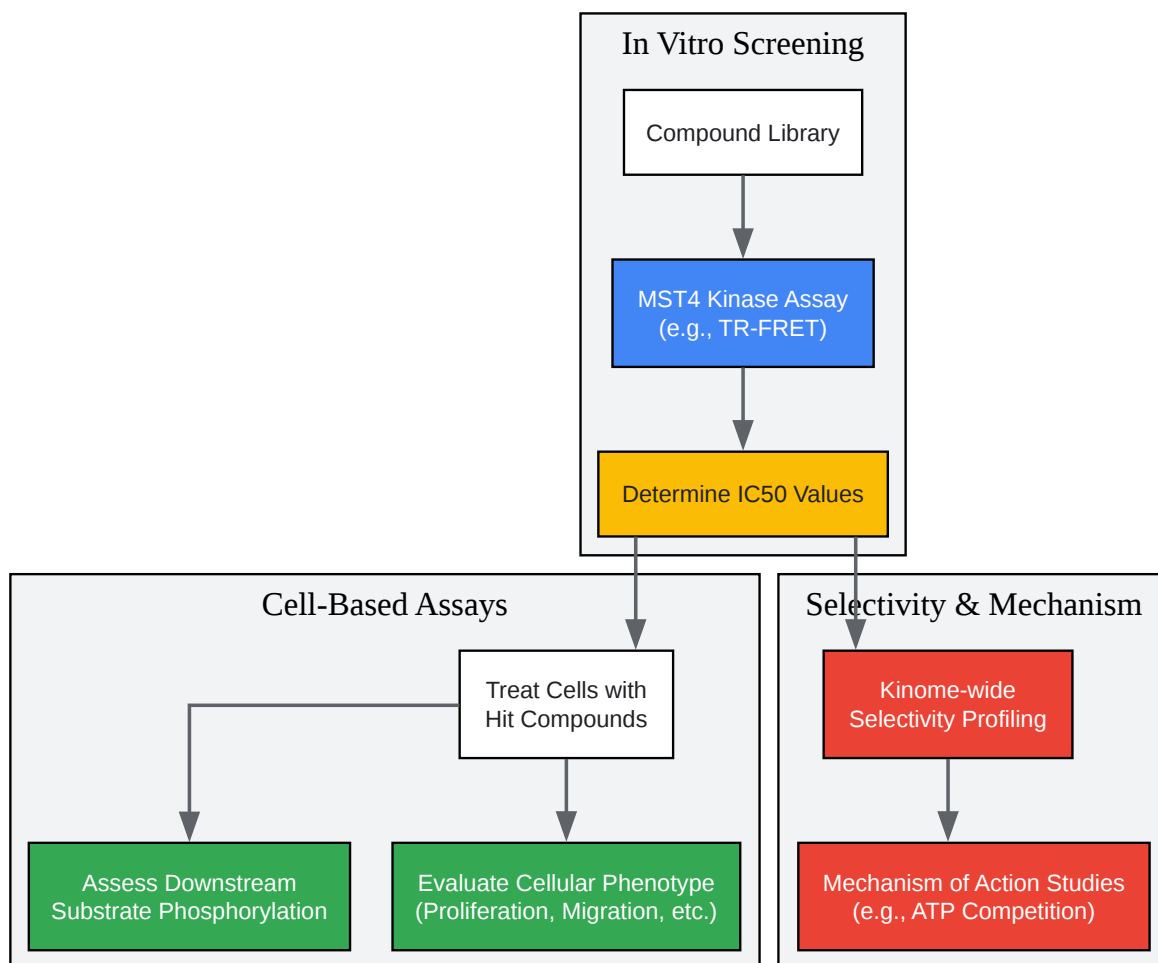 In Vitro Screening
Compound Library
MST4 Kinase Assay
(e.g., TR-FRET)
Determine IC50 Values
Cell-Based Assays
Treat Cells with
Hit Compounds
Assess Downstream
Substrate Phosphorylation
Evaluate Cellular Phenotype
(Proliferation, Migration, etc.)
Selectivity & Mechanism
Kinome-wide
Selectivity Profiling
Mechanism of Action Studies
(e.g., ATP Competition)